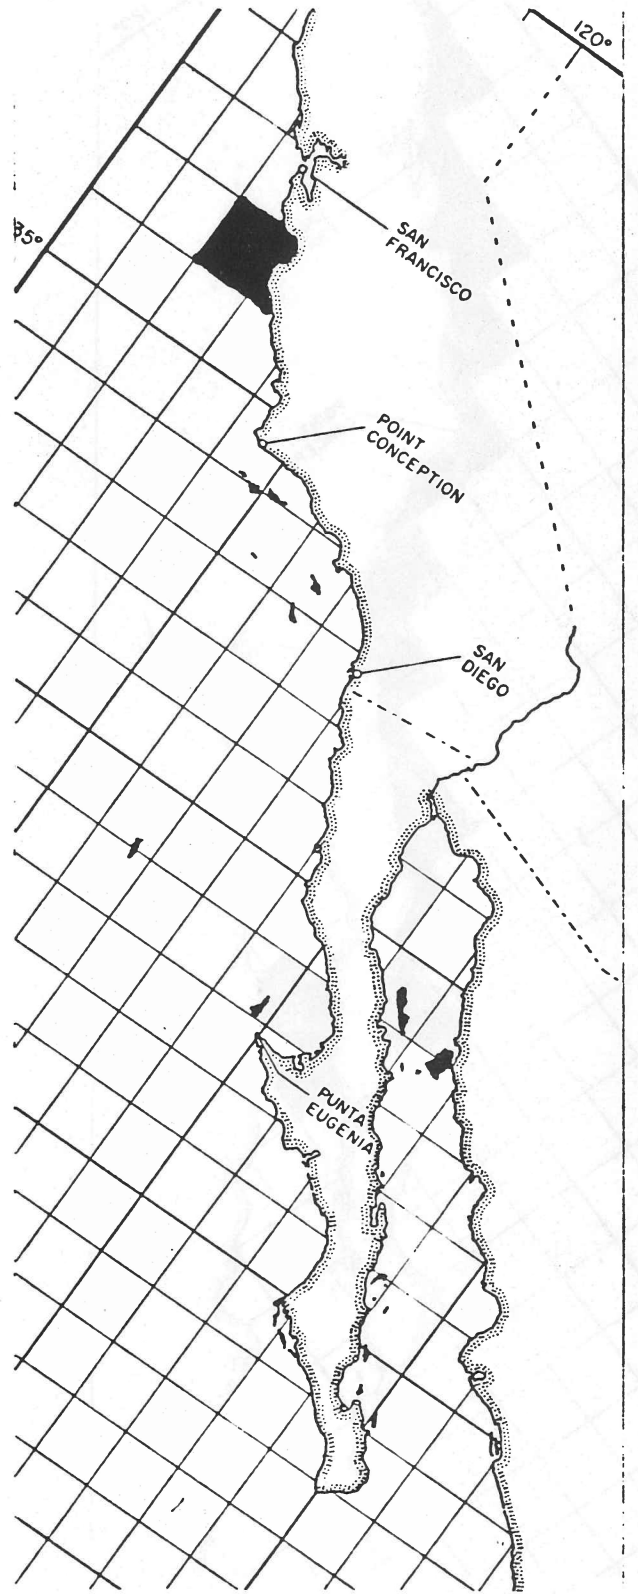 120°
35°
SAN
FRANCISCO
POINT
CONCEPTION
SAN
DIEGO
PUNTA
EUGENIA